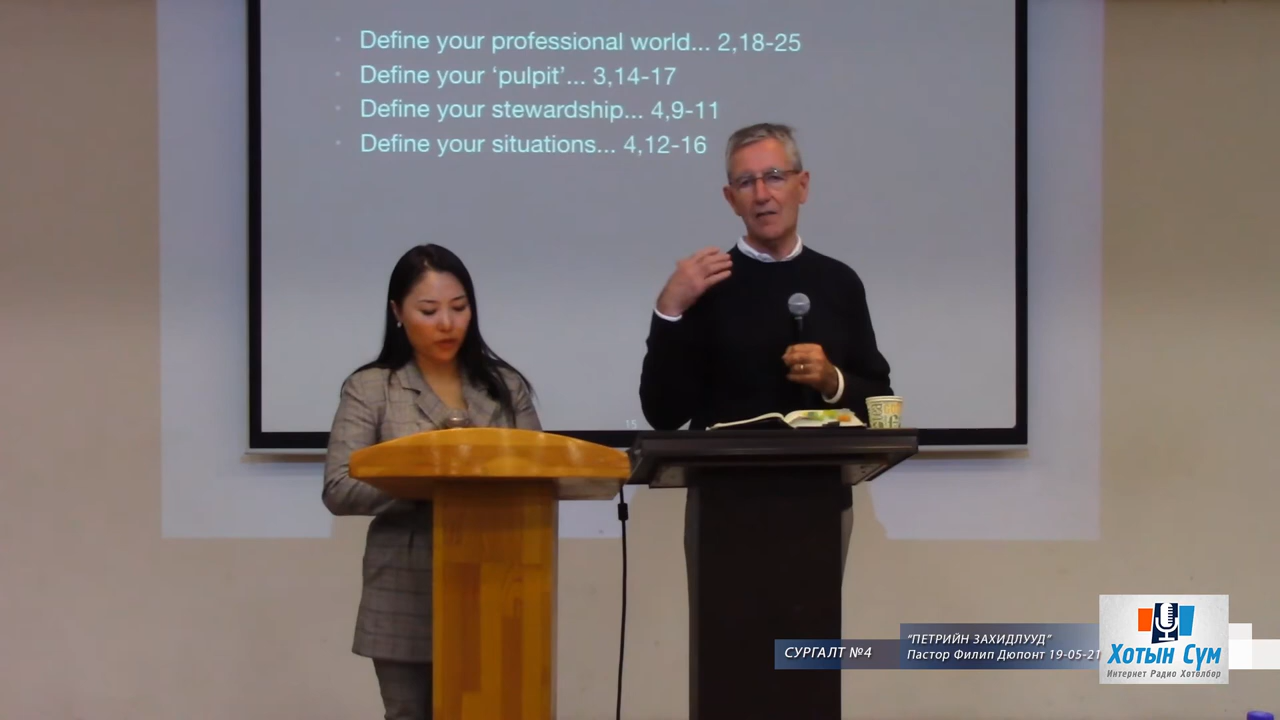 Define your professional world... 2,18-25
Define your ‘pulpit’... 3,14-17
Define your stewardship... 4,9-11
Define your situations... 4,12-16
15
СУРГАЛТ №4
"ПЕТРИЙН ЗАХИДЛУУД"
Пастор Филип Дюпонт 19-05-21
Хотын Сүм
Интернет Радио Хөтөлбөр